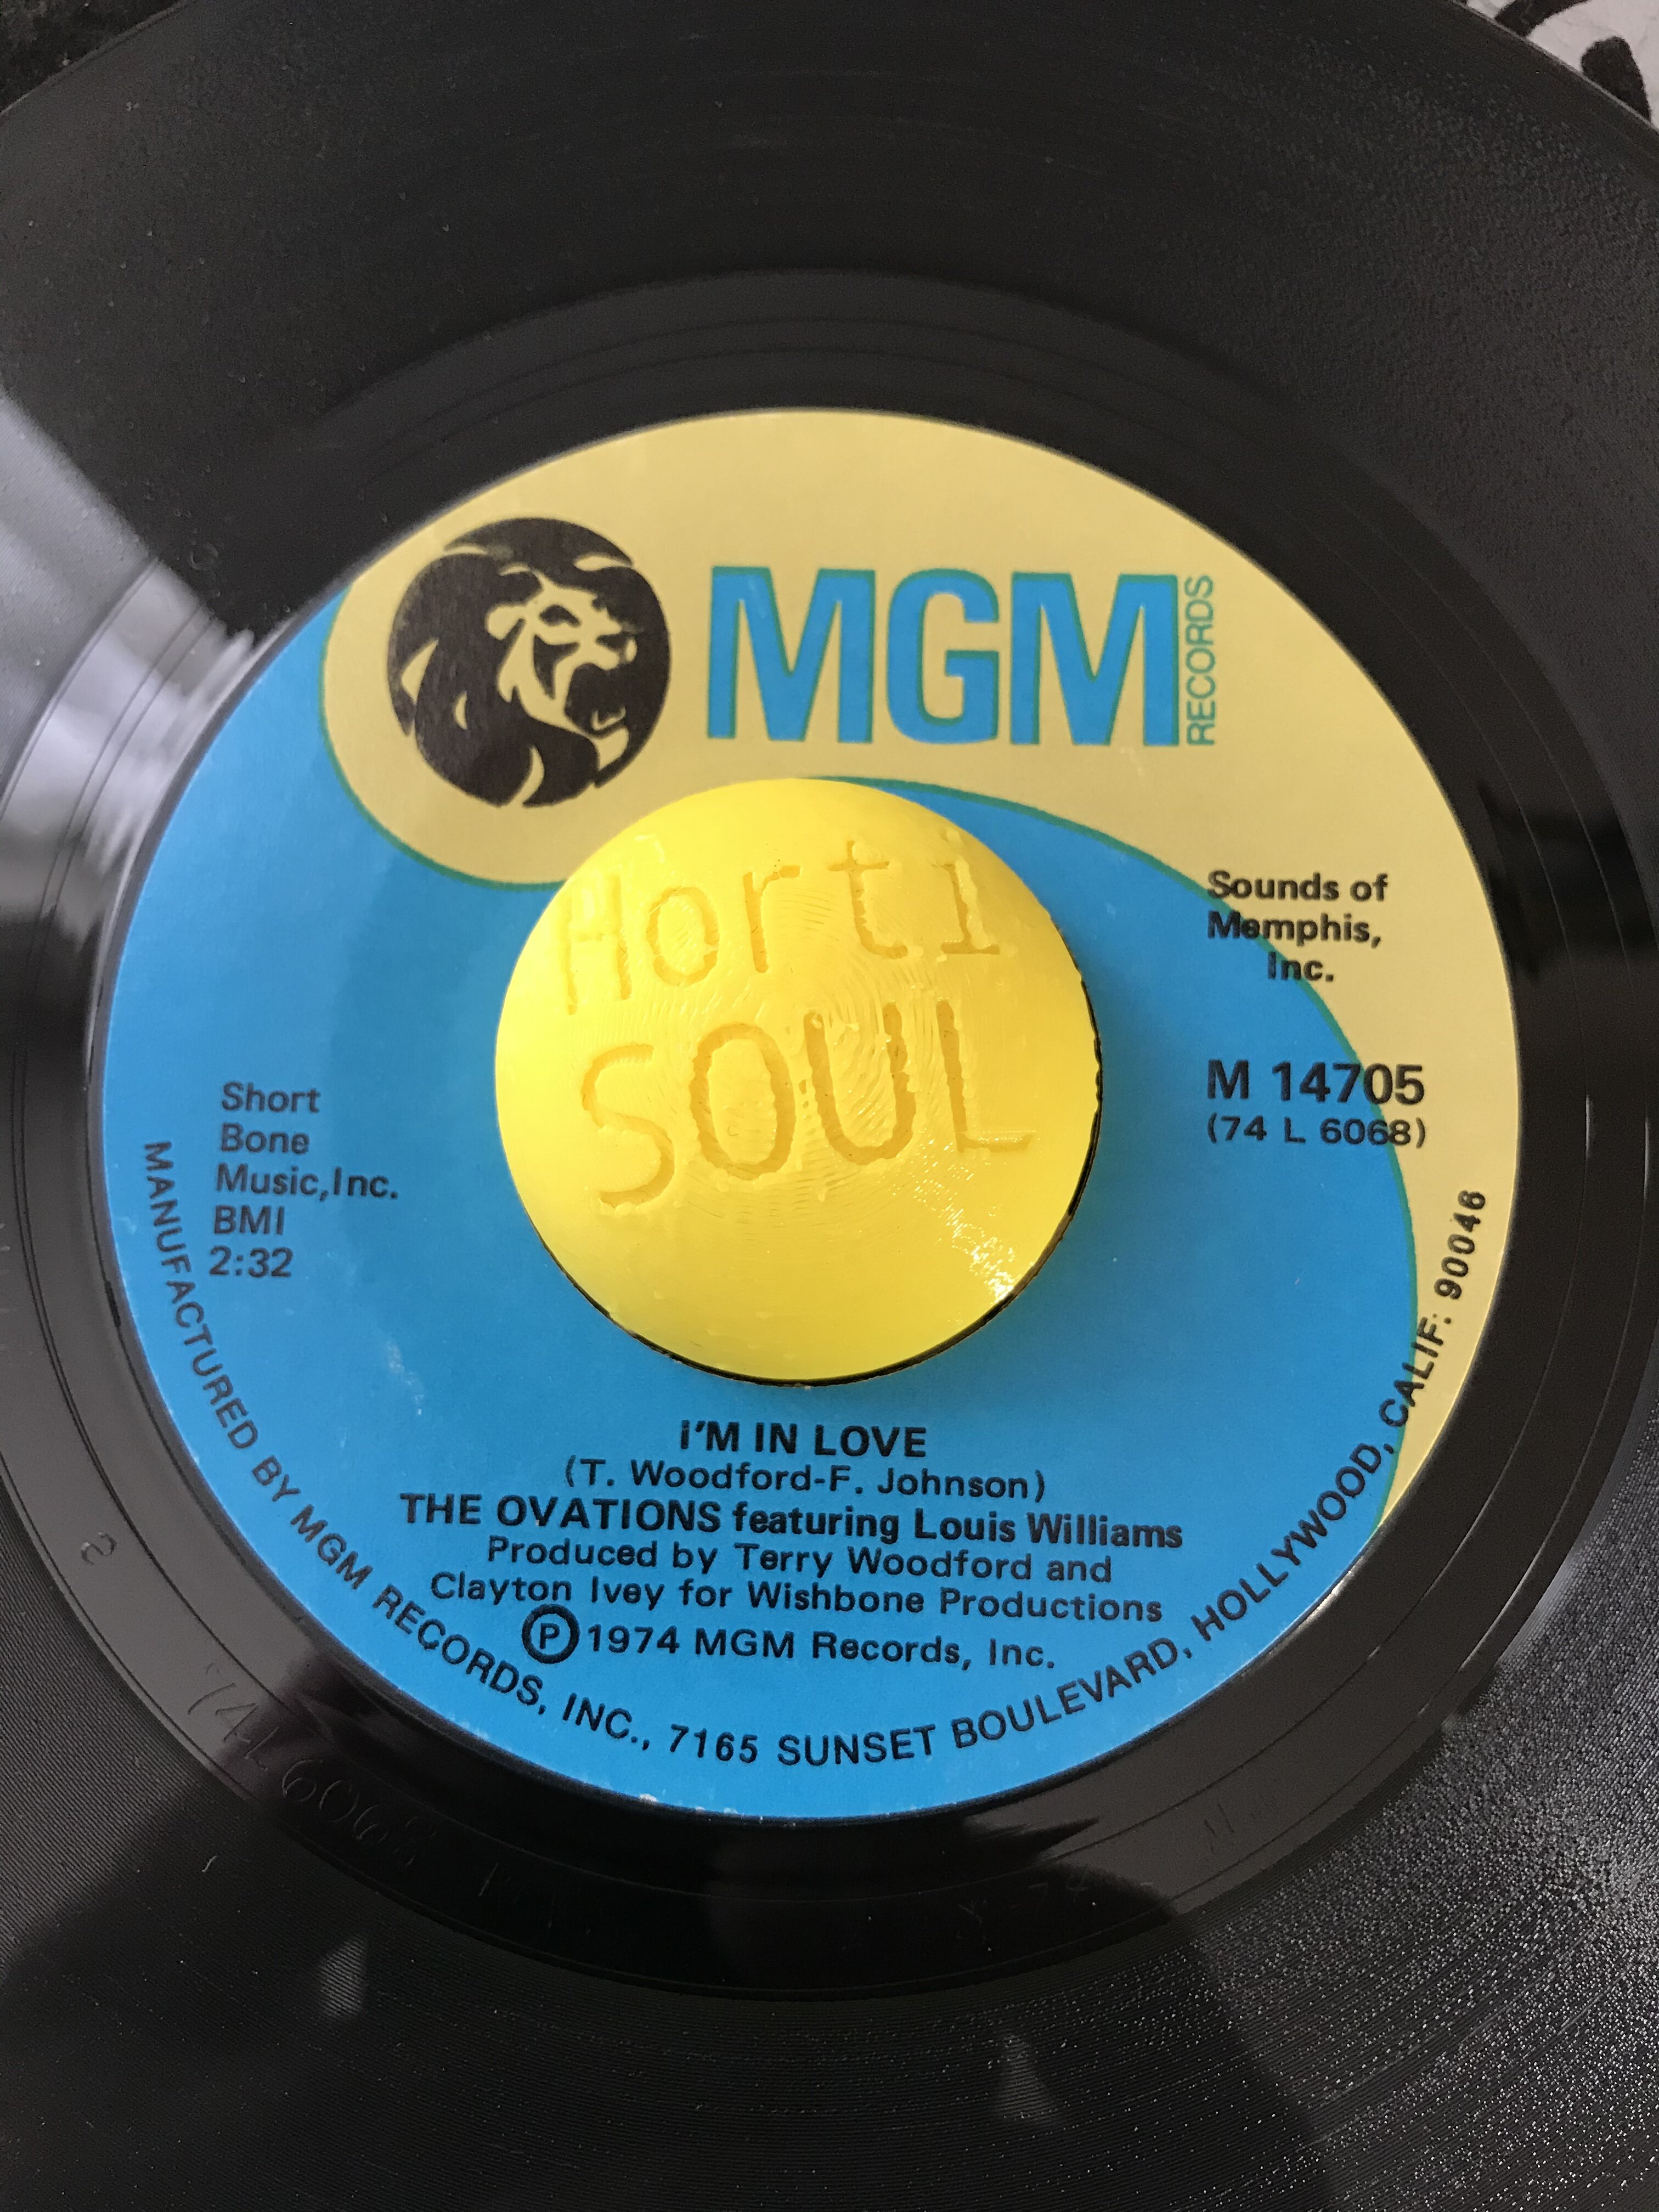 MGM
RECORDS
Horti
SOUL
Sounds of
Memphis,
Inc.
M 14705
(74 L 6068)
Short
Bone
Music,Inc.
BMI
2:32
I'M IN LOVE
(T. Woodford-F. Johnson)
THE OVATIONS featuring Louis Williams
Produced by Terry Woodford and
Clayton Ivey for Wishbone Productions
Ⓟ 1974 MGM Records, Inc.
MANUFACTURED BY MGM RECORDS, INC., 7165 SUNSET BOULEVARD, HOLLYWOOD, CALIF. 90046
2
74L6068